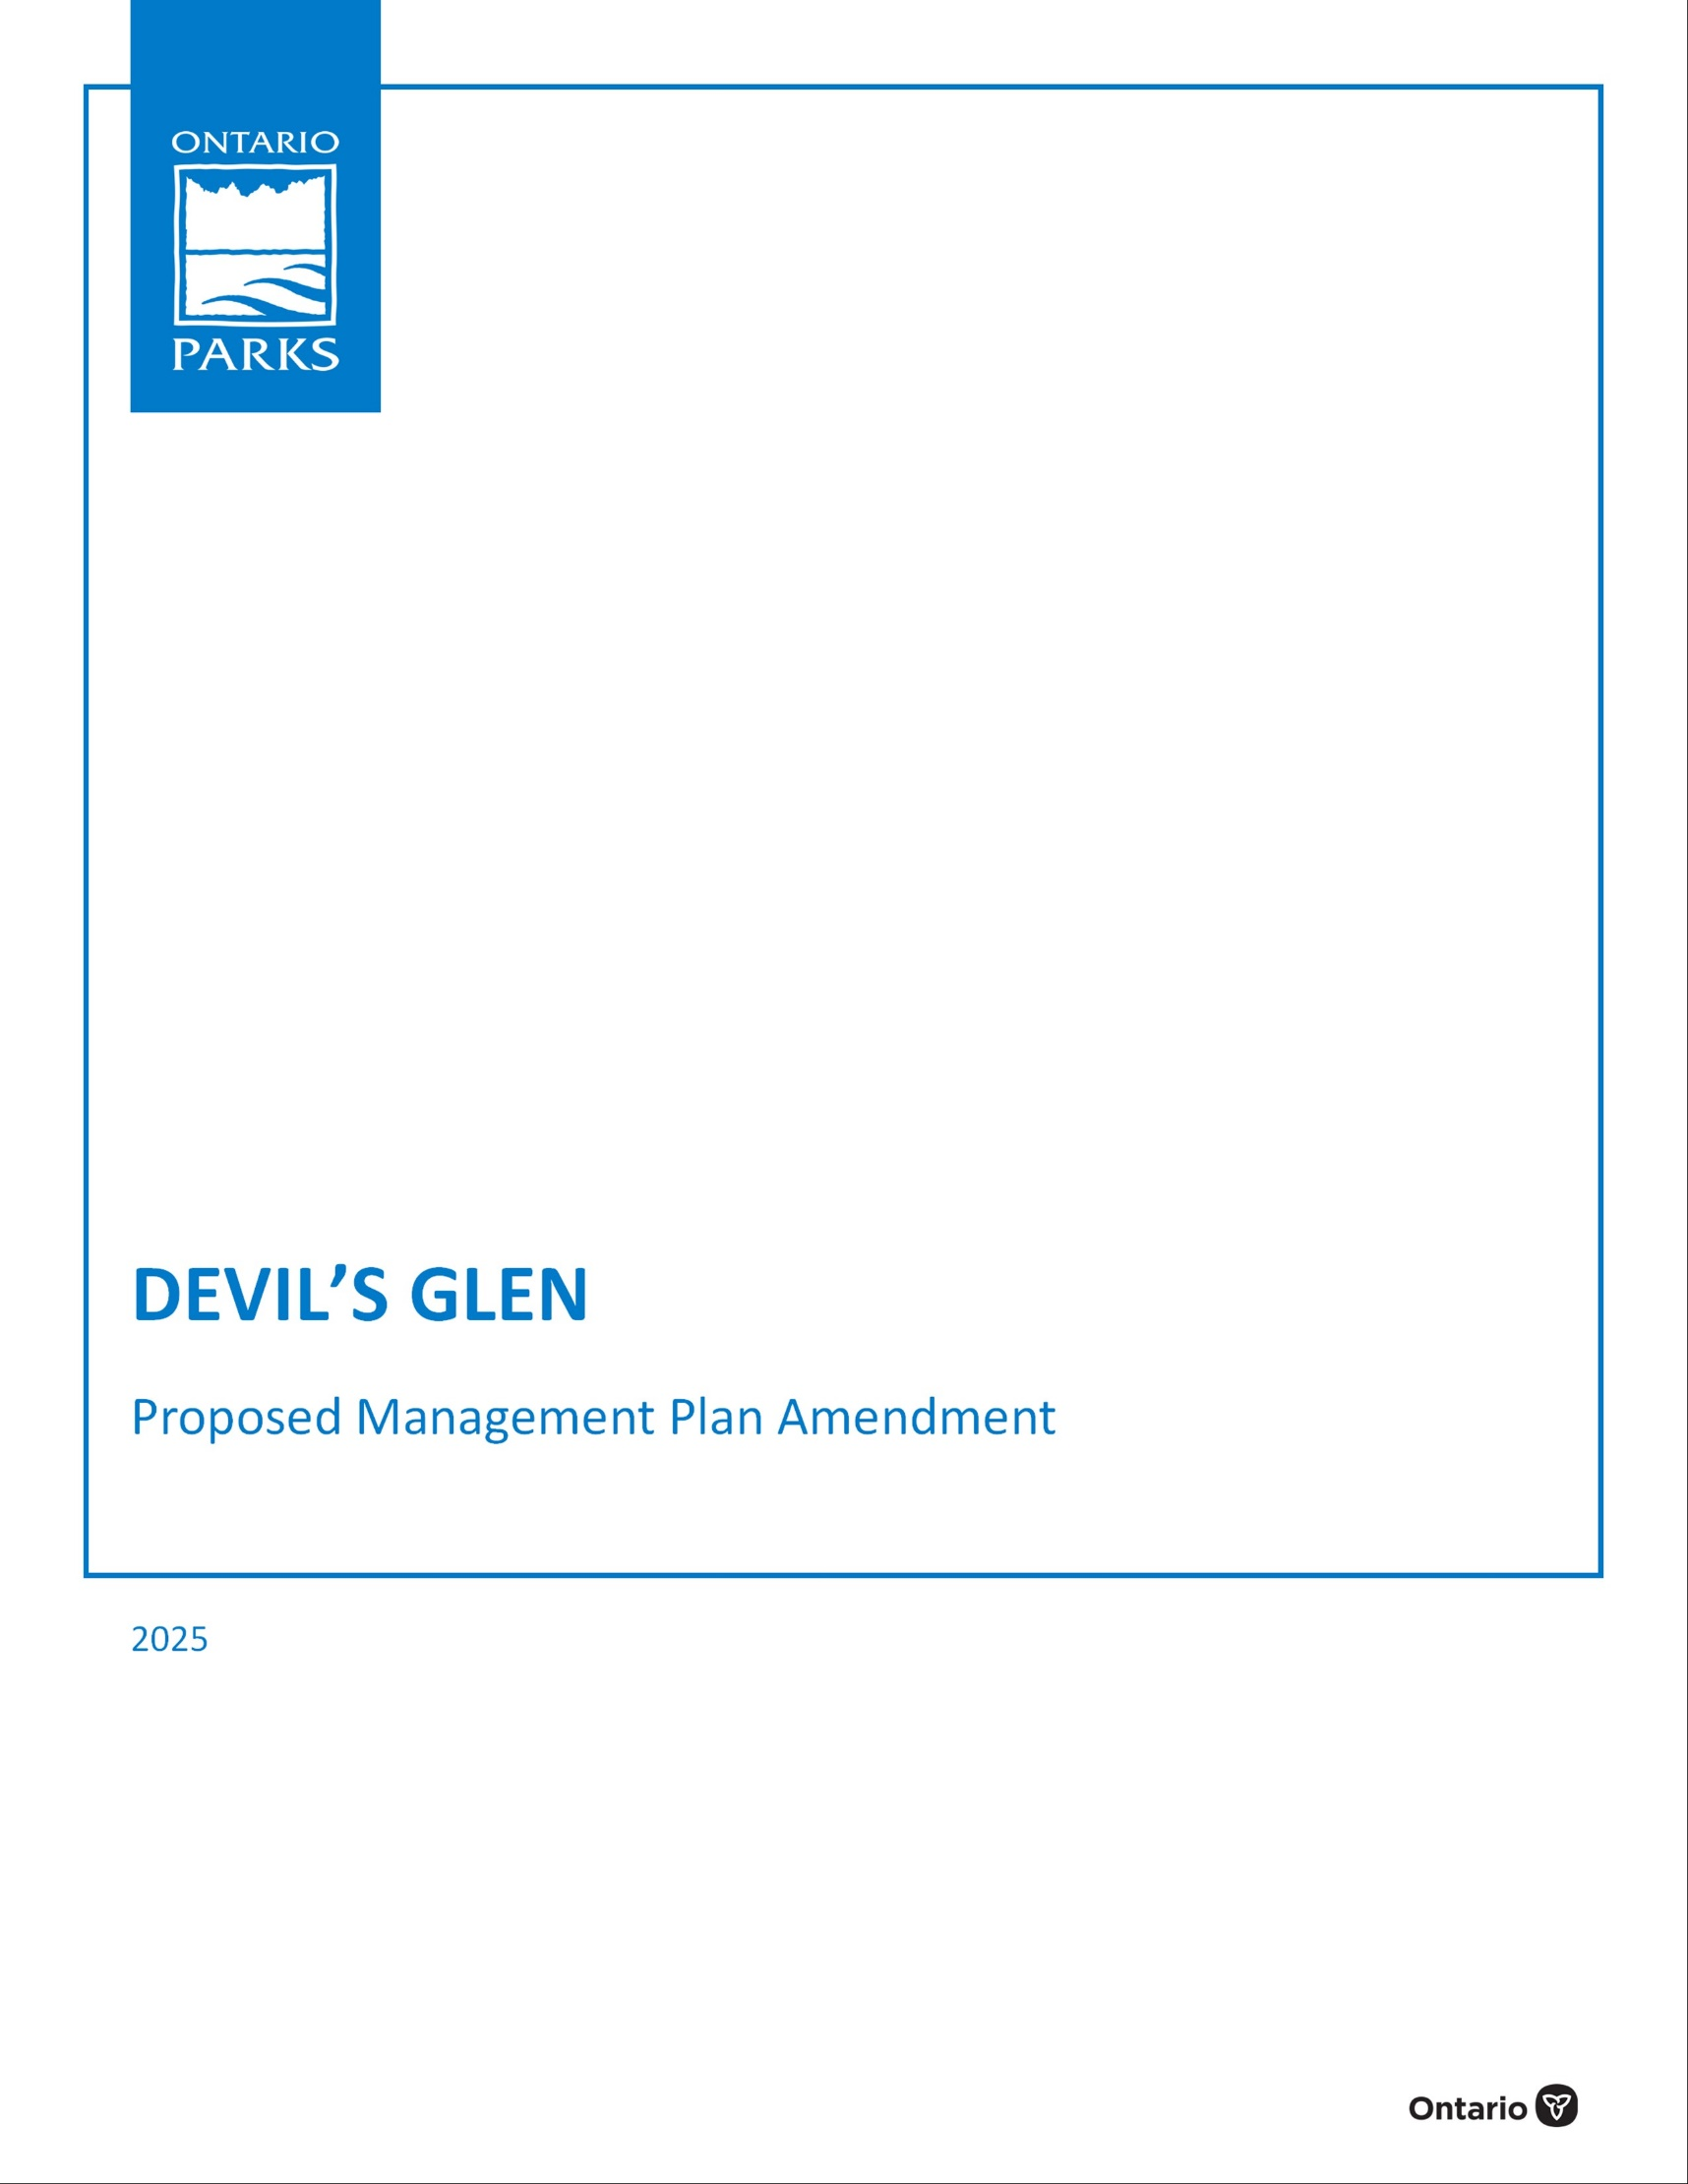 ONTARIO
PARKS
DEVIL’S GLEN
Proposed Management Plan Amendment
2025
Ontario